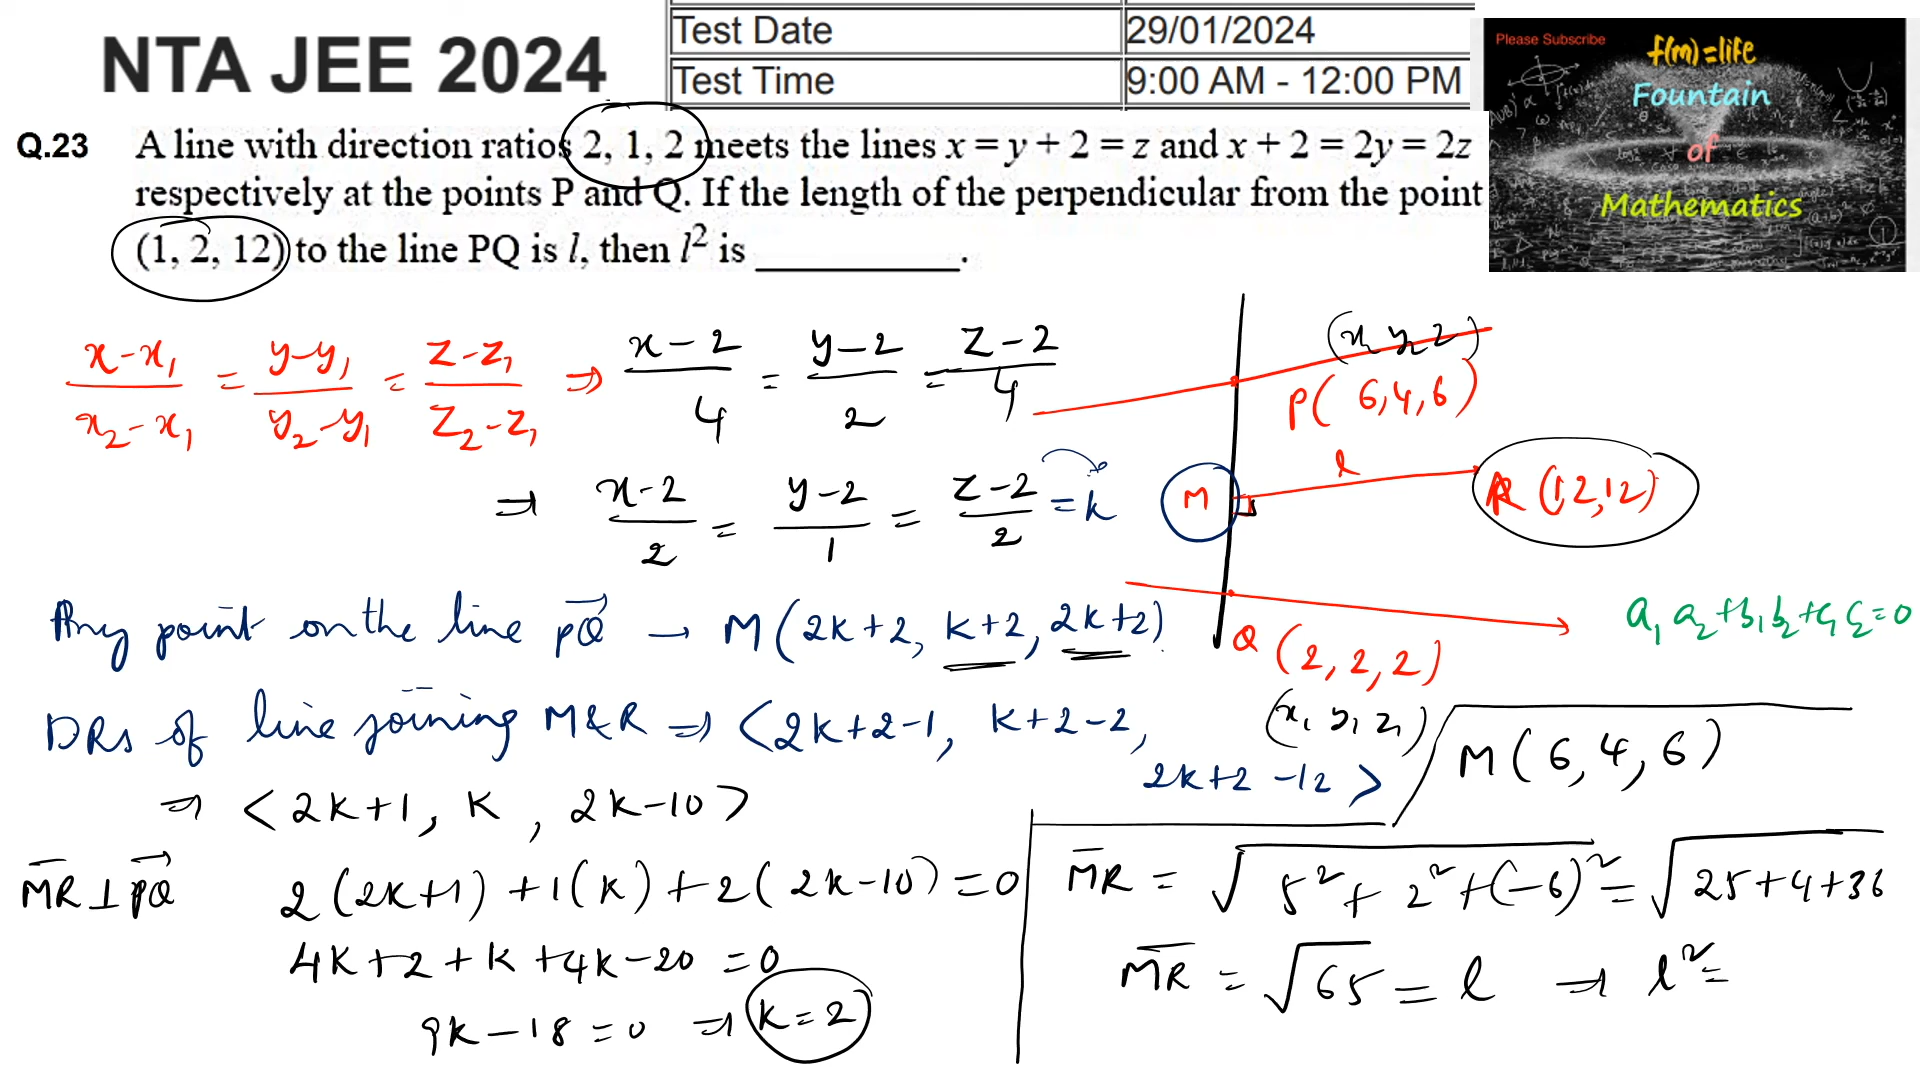 NTA JEE 2024
Test Date 29/01/2024
Test Time 9:00 AM - 12:00 PM
Please Subscribe
f(m)=life
Fountain
of
Mathematics
Q.23 A line with direction ratios 2, 1, 2 meets the lines x = y + 2 = z and x + 2 = 2y = 2z
respectively at the points P and Q. If the length of the perpendicular from the point
(1, 2, 12) to the line PQ is l, then l² is ________.
(x₂ y₂ z)
x-x₁/x₂-x₁ = y-y₁/y₂-y₁ = z-z₁/z₂-z₁ ⇒ x-2/4 = y-2/2 = z-2/4
P( 6,4,6)
l
⇒ x-2/2 = y-2/1 = z-2/2 = k
M
R (1,2,12)
Any point on the line PQ → M(2k+2, k+2, 2k+2)
Q (2,2,2)
a₁a₂+b₁b₂+c₁c₂=0
(x₁ y₁ z₁)
DRs of line joining M&R ⇒ <2k+2-1, k+2-2,
2k+2-12>
M(6,4,6)
⇒ <2k+1, k, 2k-10>
MR ⊥ PQ 2(2k+1)+1(k)+2(2k-10)=0
4k+2+k+4k-20=0
9k-18=0 ⇒ k=2
MR = √5²+2²+(-6)² = √25+4+36
MR = √65 = l ⇒ l²=